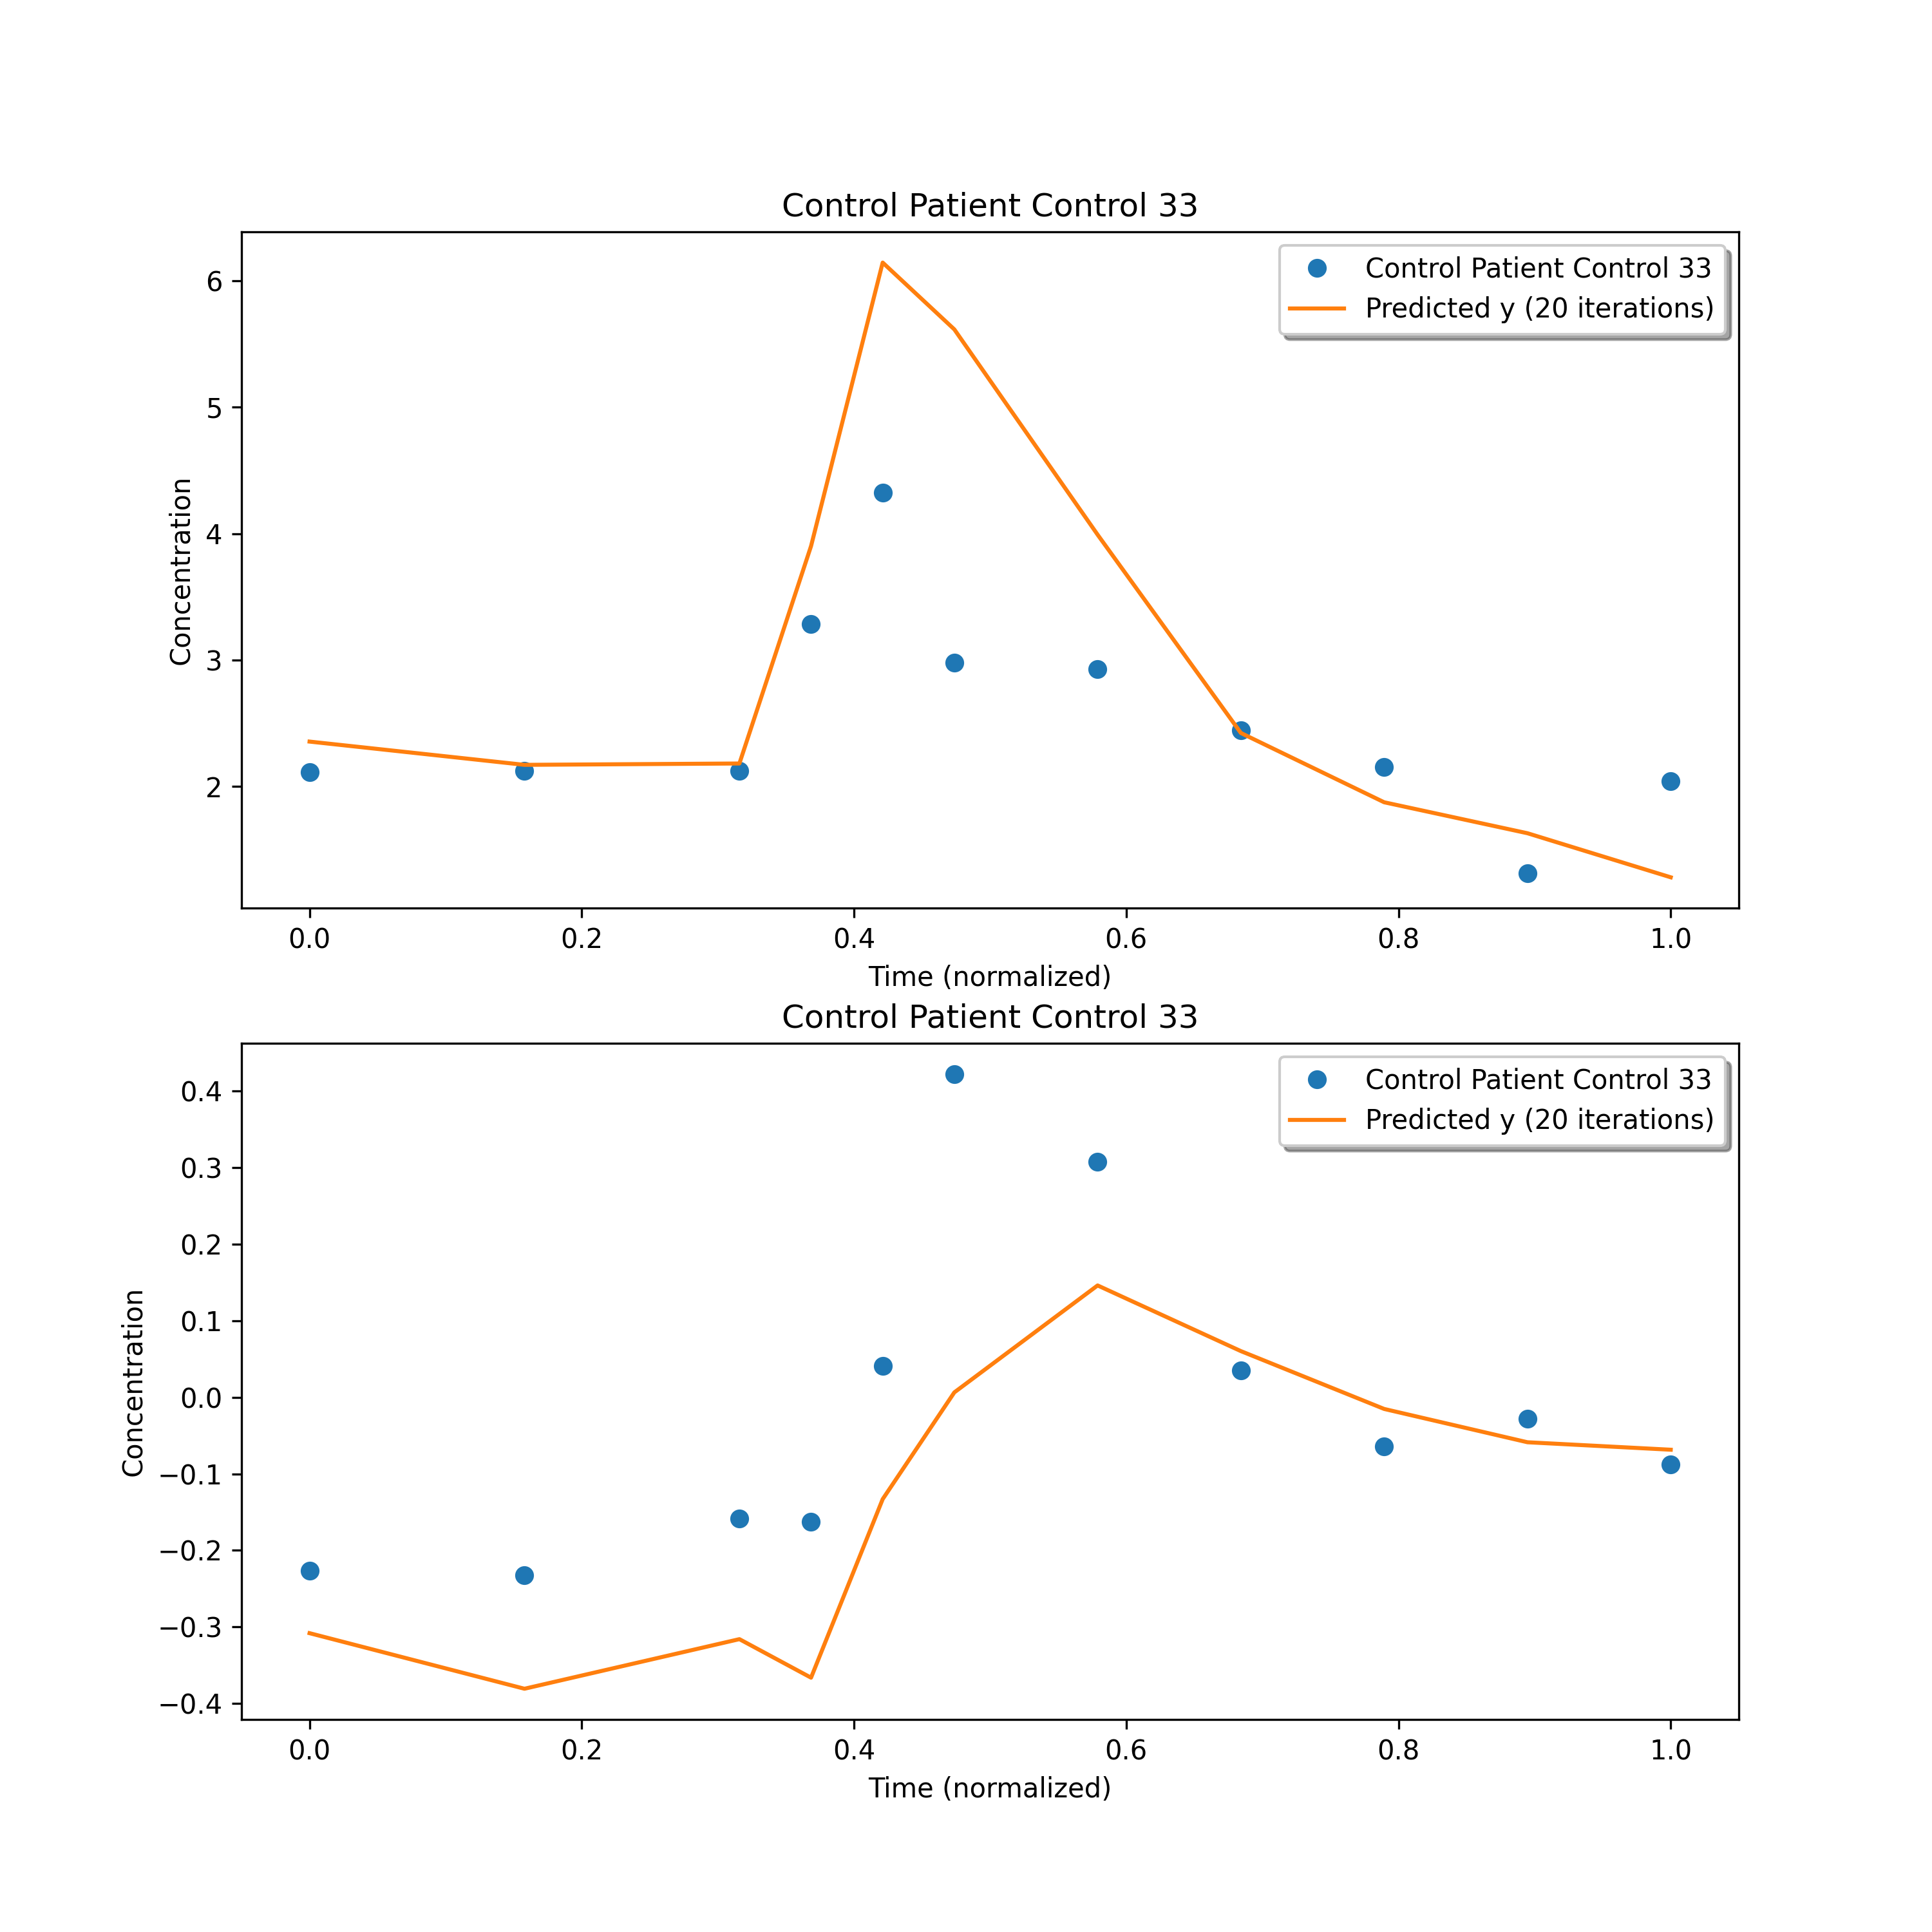 Control Patient Control 33
Control Patient Control 33
Predicted y (20 iterations)
6
5
4
3
2
Concentration
0.0 0.2 0.4 0.6 0.8 1.0
Time (normalized)
Control Patient Control 33
Control Patient Control 33
Predicted y (20 iterations)
0.4
0.3
0.2
0.1
0.0
−0.1
−0.2
−0.3
−0.4
Concentration
0.0 0.2 0.4 0.6 0.8 1.0
Time (normalized)